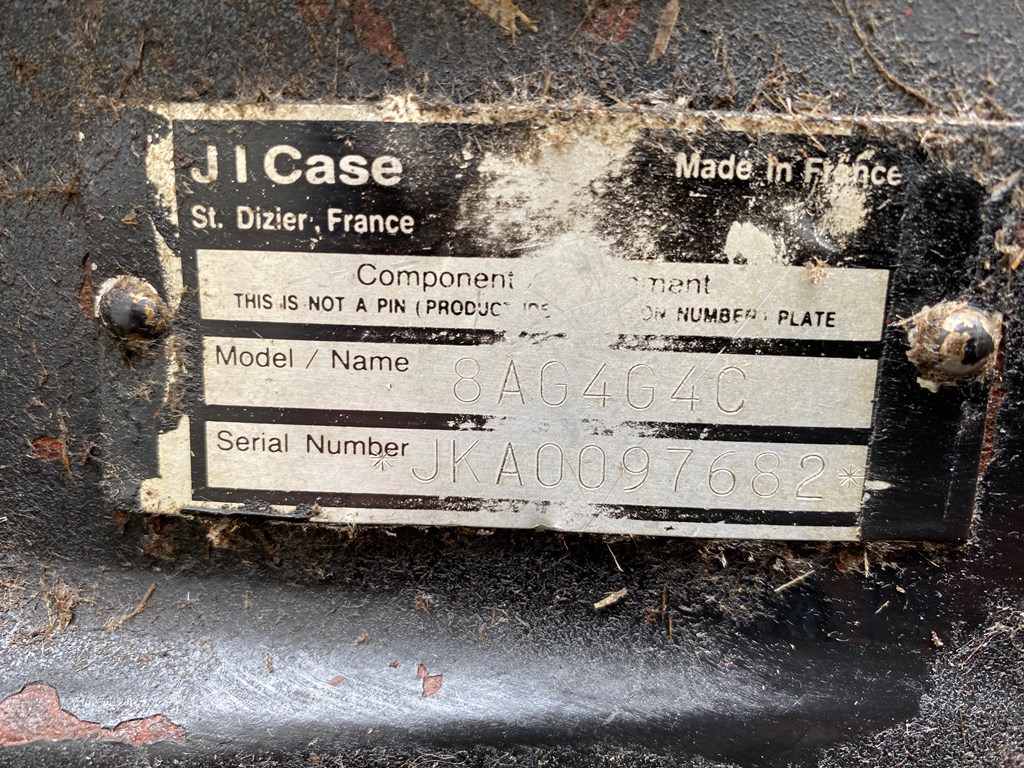 J I Case
Made in France
St. Dizier, France
Component
THIS IS NOT A PIN (PRODUCT NUMBER) PLATE
Model / Name 8AG4G4C
Serial Number *JKA0097682*